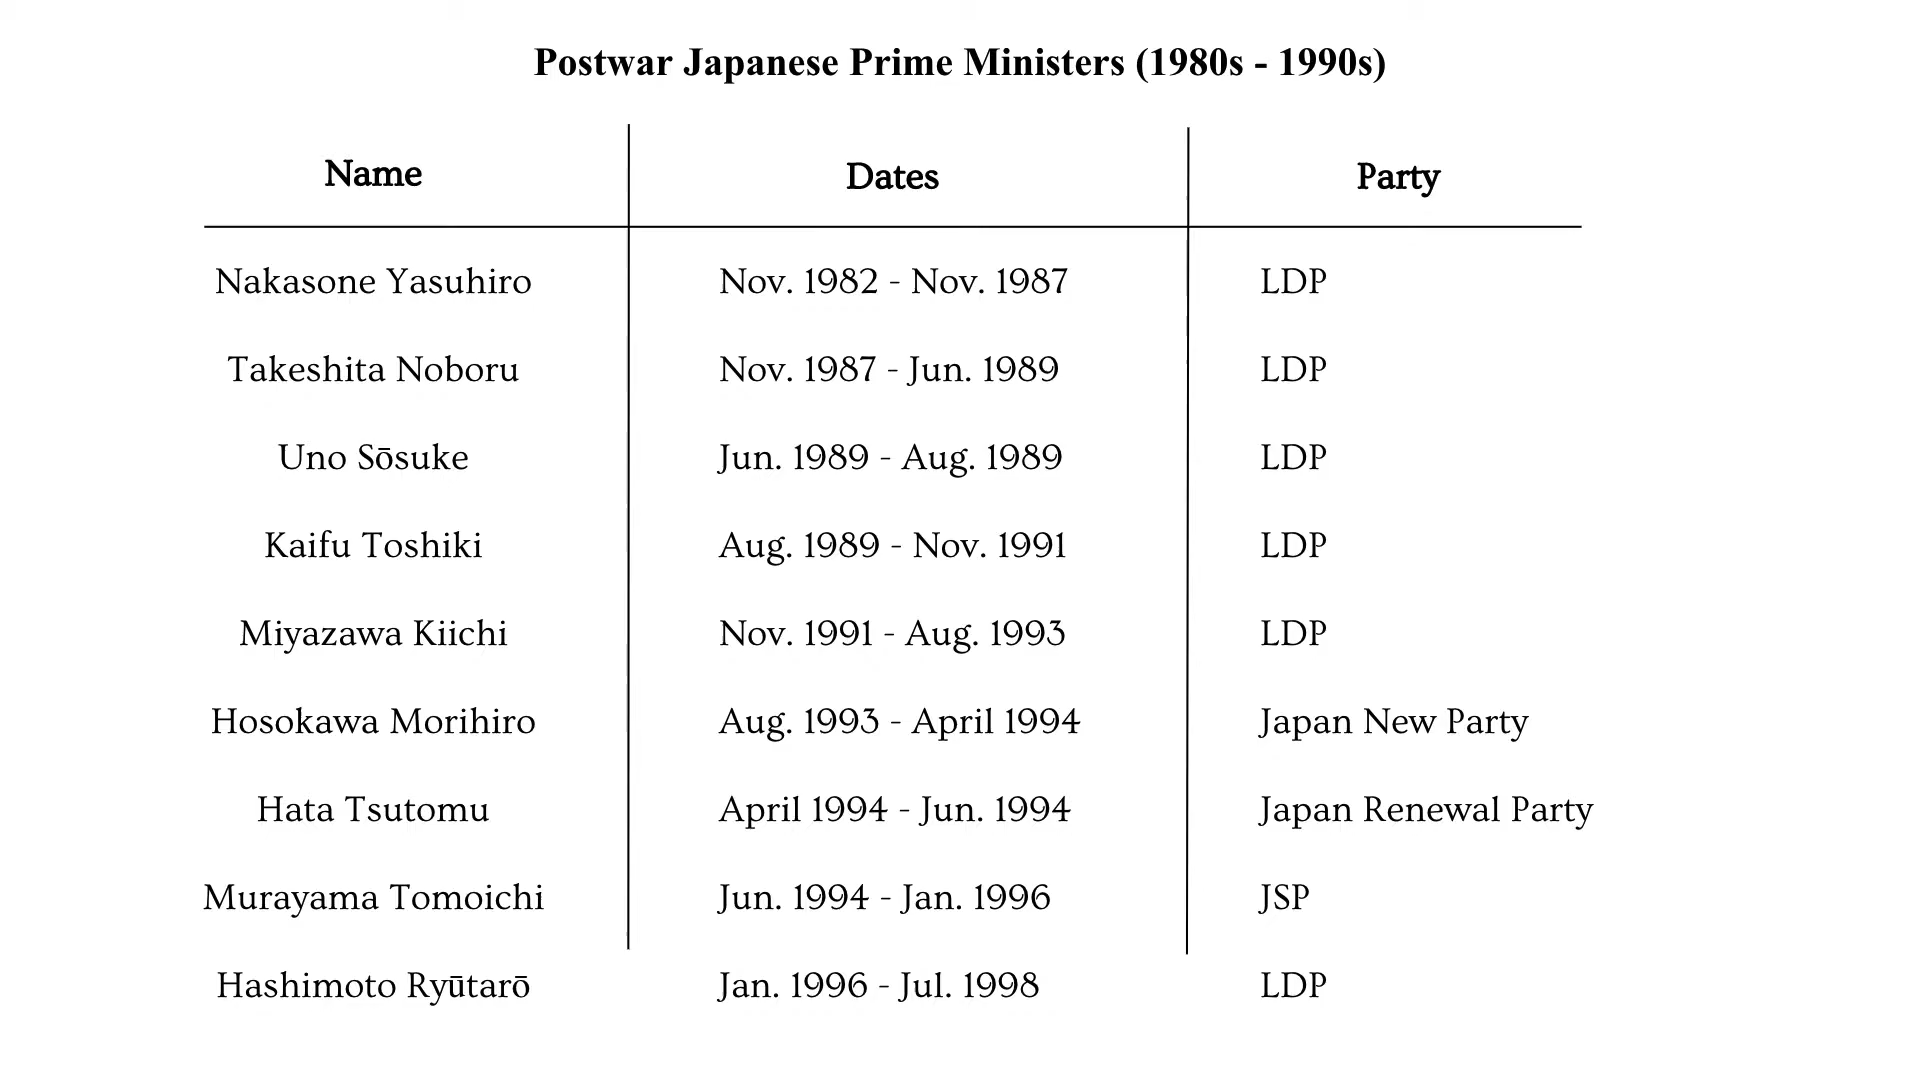 Postwar Japanese Prime Ministers (1980s - 1990s)
Name Dates Party
Nakasone Yasuhiro Nov. 1982 - Nov. 1987 LDP
Takeshita Noboru Nov. 1987 - Jun. 1989 LDP
Uno Sōsuke Jun. 1989 - Aug. 1989 LDP
Kaifu Toshiki Aug. 1989 - Nov. 1991 LDP
Miyazawa Kiichi Nov. 1991 - Aug. 1993 LDP
Hosokawa Morihiro Aug. 1993 - April 1994 Japan New Party
Hata Tsutomu April 1994 - Jun. 1994 Japan Renewal Party
Murayama Tomoichi Jun. 1994 - Jan. 1996 JSP
Hashimoto Ryūtarō Jan. 1996 - Jul. 1998 LDP